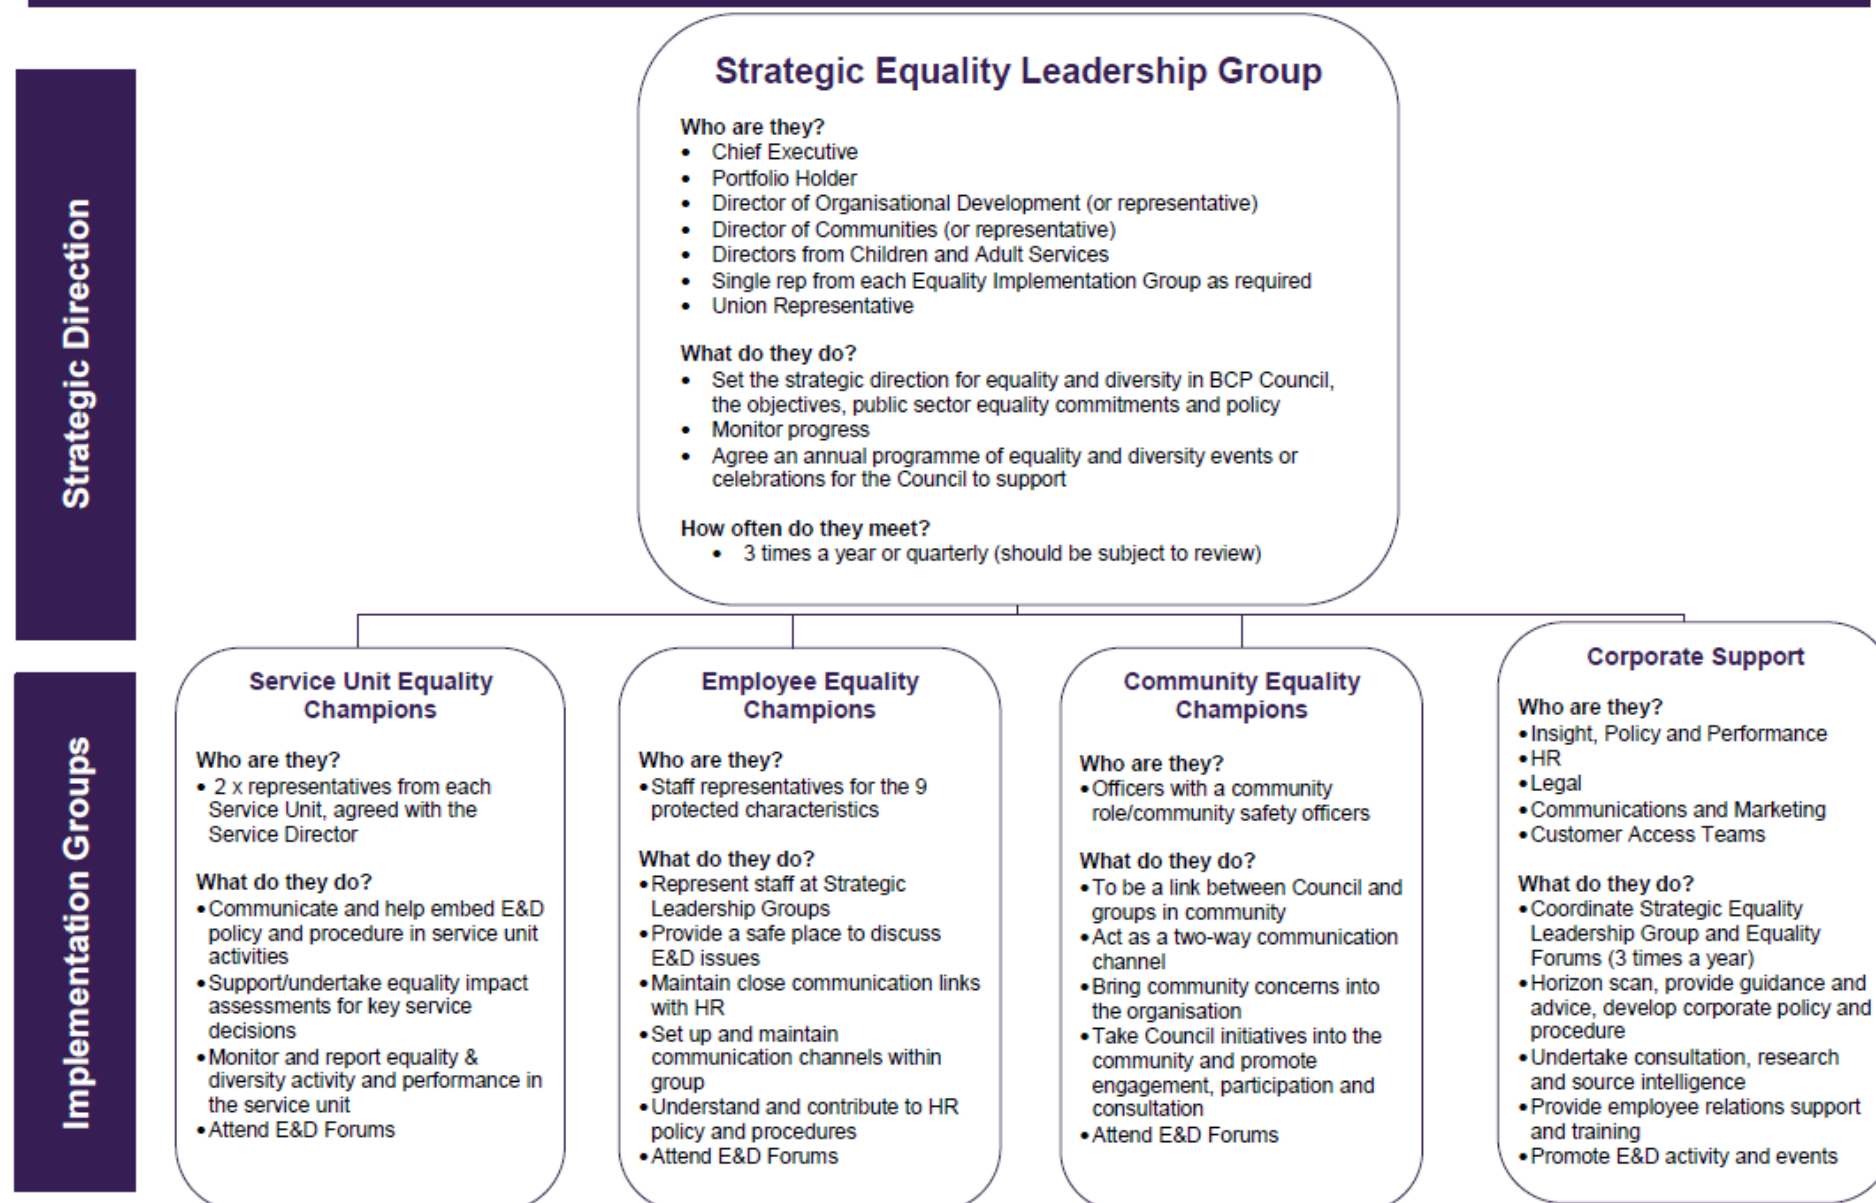 Strategic Direction
Strategic Equality Leadership Group
Who are they?
• Chief Executive
• Portfolio Holder
• Director of Organisational Development (or representative)
• Director of Communities (or representative)
• Directors from Children and Adult Services
• Single rep from each Equality Implementation Group as required
• Union Representative
What do they do?
• Set the strategic direction for equality and diversity in BCP Council,
the objectives, public sector equality commitments and policy
• Monitor progress
• Agree an annual programme of equality and diversity events or
celebrations for the Council to support
How often do they meet?
• 3 times a year or quarterly (should be subject to review)
Implementation Groups
Service Unit Equality
Champions
Who are they?
• 2 x representatives from each
Service Unit, agreed with the
Service Director
What do they do?
• Communicate and help embed E&D
policy and procedure in service unit
activities
• Support/undertake equality impact
assessments for key service
decisions
• Monitor and report equality &
diversity activity and performance in
the service unit
• Attend E&D Forums
Employee Equality
Champions
Who are they?
• Staff representatives for the 9
protected characteristics
What do they do?
• Represent staff at Strategic
Leadership Groups
• Provide a safe place to discuss
E&D issues
• Maintain close communication links
with HR
• Set up and maintain
communication channels within
group
• Understand and contribute to HR
policy and procedures
• Attend E&D Forums
Community Equality
Champions
Who are they?
• Officers with a community
role/community safety officers
What do they do?
• To be a link between Council and
groups in community
• Act as a two-way communication
channel
• Bring community concerns into
the organisation
• Take Council initiatives into the
community and promote
engagement, participation and
consultation
• Attend E&D Forums
Corporate Support
Who are they?
• Insight, Policy and Performance
• HR
• Legal
• Communications and Marketing
• Customer Access Teams
What do they do?
• Coordinate Strategic Equality
Leadership Group and Equality
Forums (3 times a year)
• Horizon scan, provide guidance and
advice, develop corporate policy and
procedure
• Undertake consultation, research
and source intelligence
• Provide employee relations support
and training
• Promote E&D activity and events